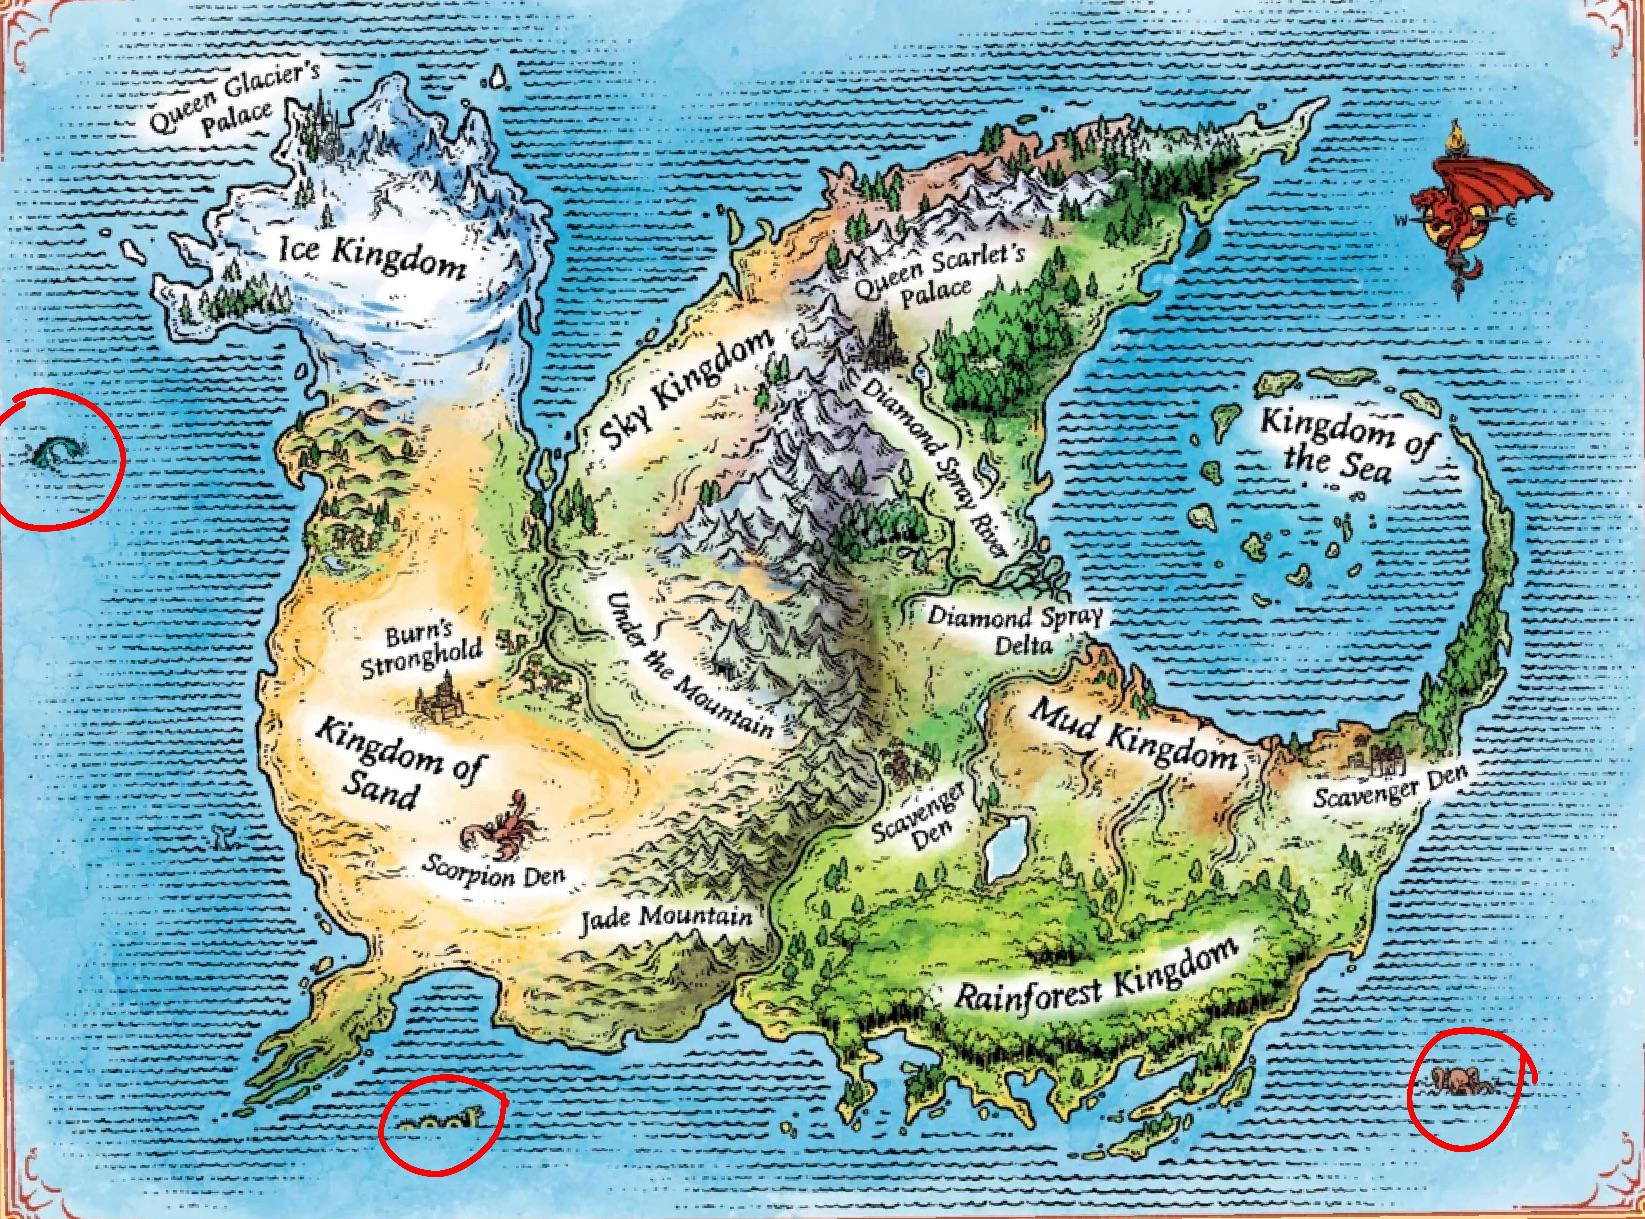 Queen Glacier's
Palace
Ice Kingdom
Queen Scarlet's
Palace
W
E
Sky Kingdom
Diamond Spray River
Kingdom of
the Sea
Under the Mountain
Diamond Spray
Delta
Burn's
Stronghold
Mud Kingdom
Kingdom of
Sand
Scavenger
Den
Scavenger Den
Scorpion Den
Jade Mountain
Rainforest Kingdom